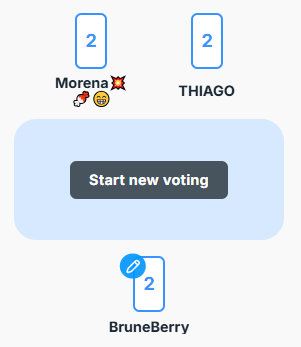 2
2
Morena💥
🏓😁
THIAGO
Start new voting
2
BruneBerry